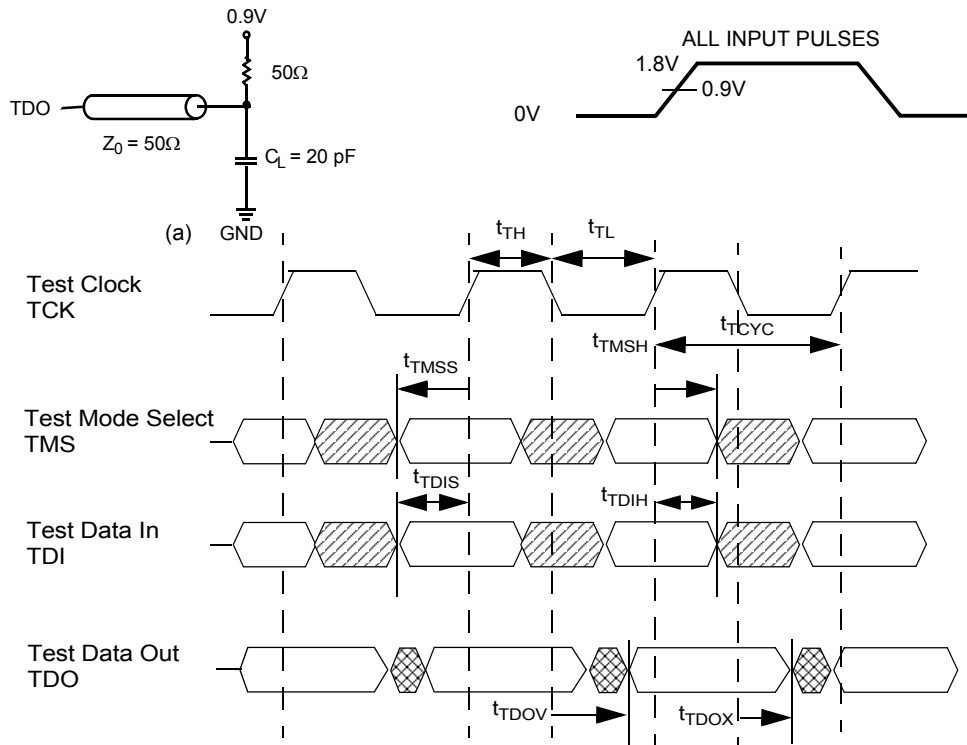 0.9V
50Ω
TDO
Z0 = 50Ω
CL = 20 pF
(a) GND
ALL INPUT PULSES
1.8V
0.9V
0V
tTH
tTL
Test Clock
TCK
tTCYC
tTMSH
tTMSS
Test Mode Select
TMS
tTDIS
tTDIH
Test Data In
TDI
Test Data Out
TDO
tTDOV
tTDOX